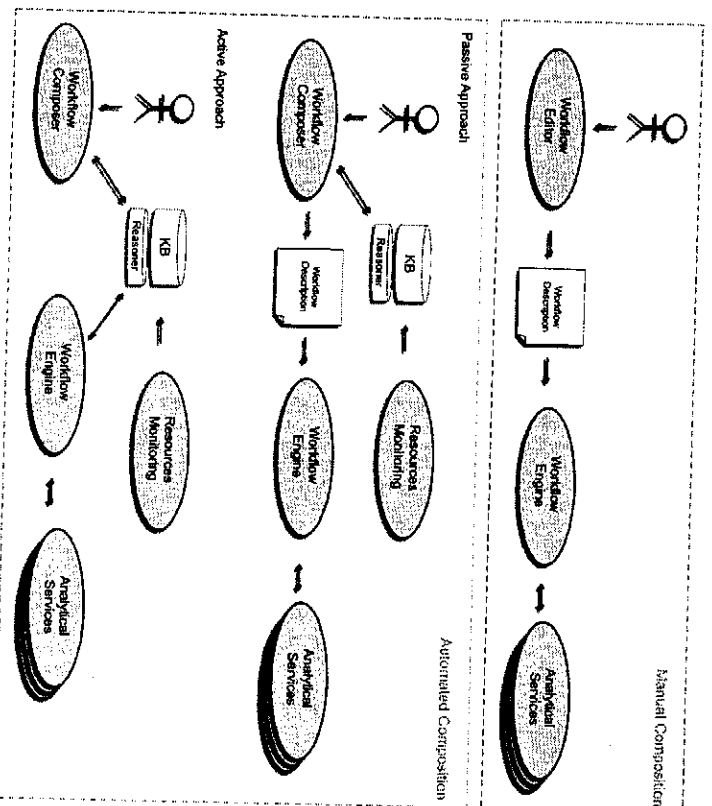 Manual Composition
Workflow
Editor
Workflow
Description
Workflow
Engine
Analytical
Services
Passive Approach
Automated Composition
KB
Reasoner
Resources
Monitoring
Workflow
Composer
Workflow
Description
Workflow
Engine
Analytical
Services
Active Approach
KB
Reasoner
Resources
Monitoring
Workflow
Composer
Workflow
Engine
Analytical
Services